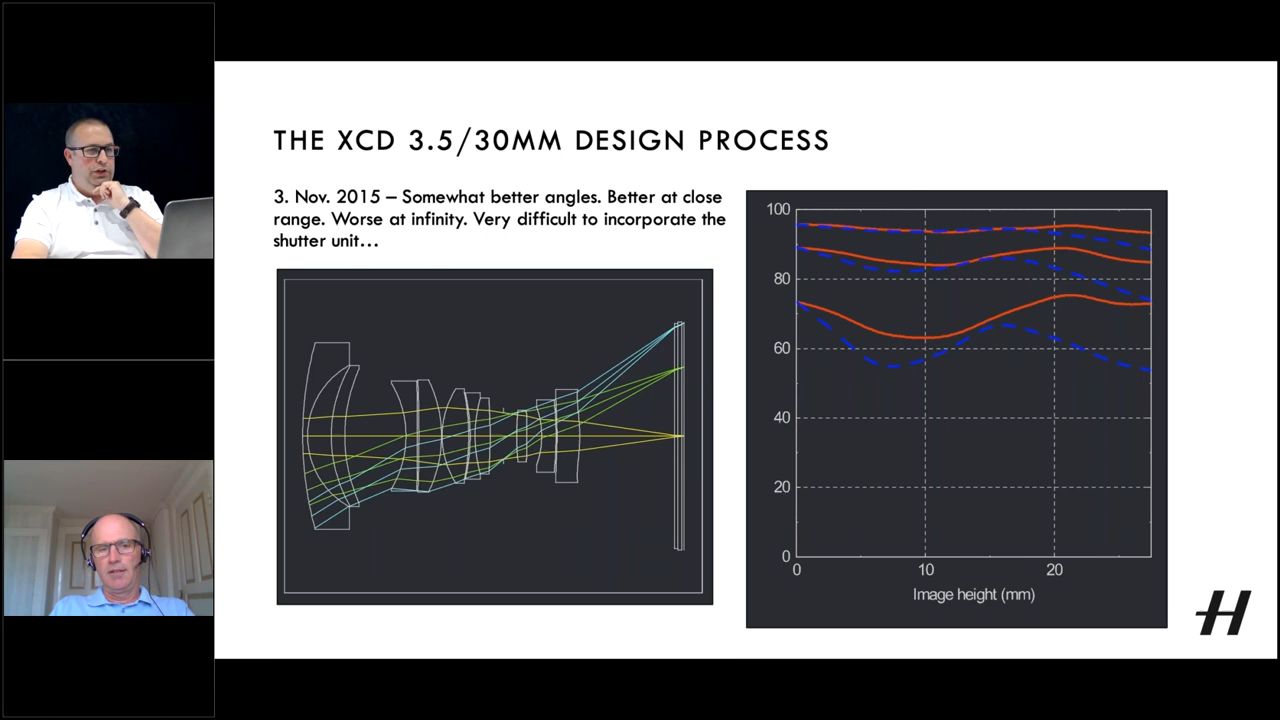 THE XCD 3.5/30MM DESIGN PROCESS
3. Nov. 2015 – Somewhat better angles. Better at close
range. Worse at infinity. Very difficult to incorporate the
shutter unit…
100
80
60
40
20
0
0 10 20
Image height (mm)
H